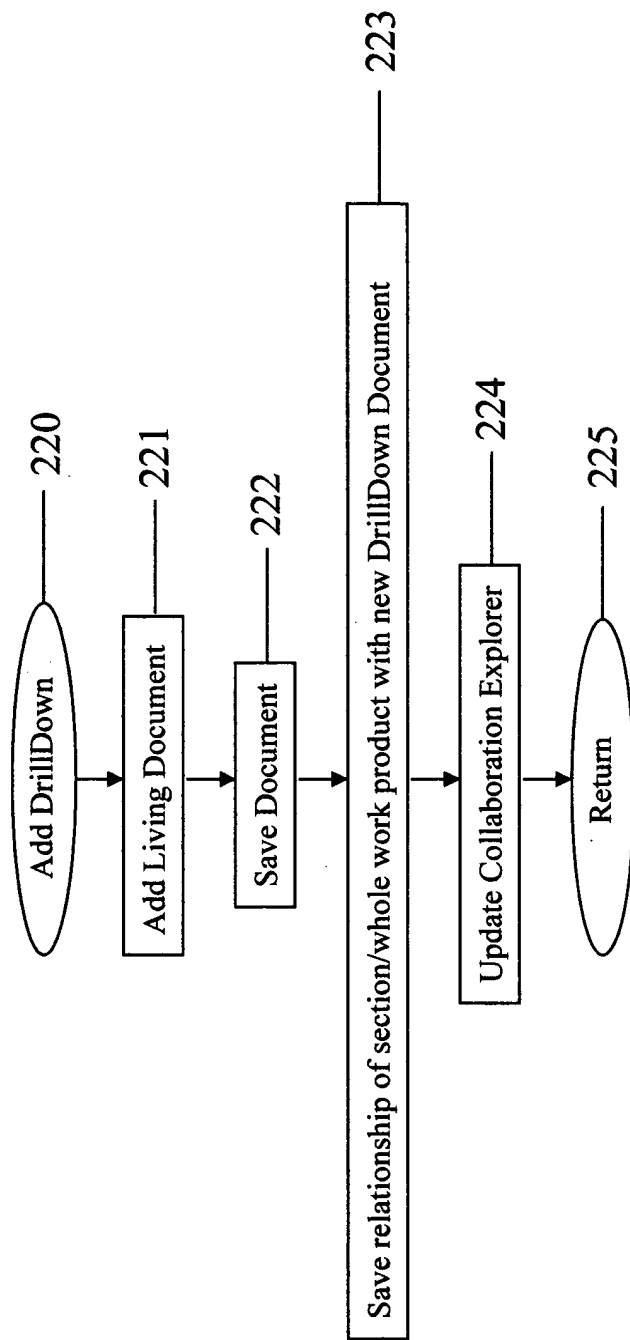 Add DrillDown
220
Add Living Document
221
Save Document
222
Save relationship of section/whole work product with new DrillDown Document
223
Update Collaboration Explorer
224
Return
225